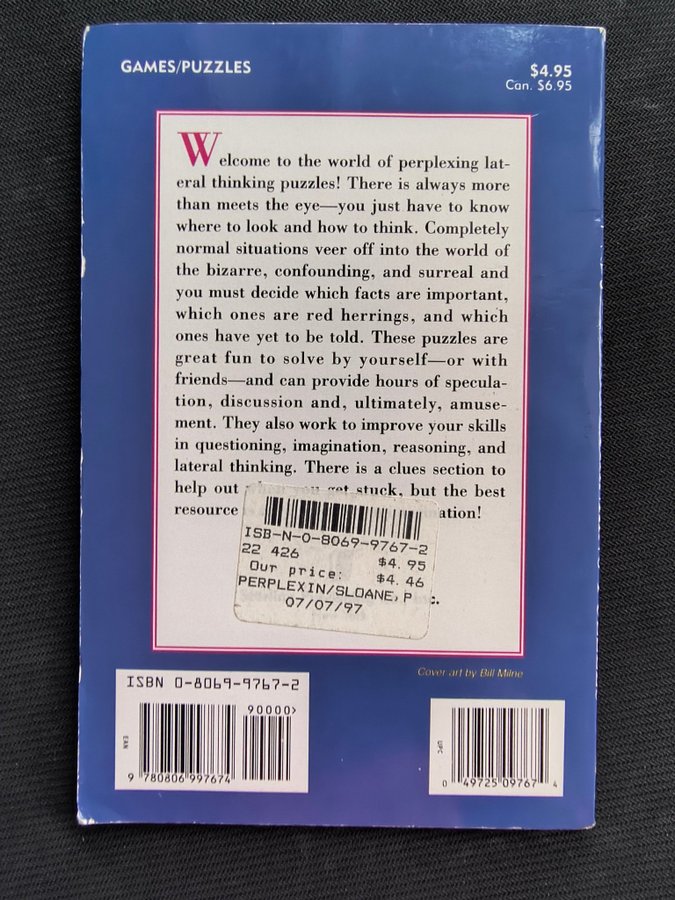 GAMES/PUZZLES
$4.95
Can. $6.95
Welcome to the world of perplexing lat-
eral thinking puzzles! There is always more
than meets the eye—you just have to know
where to look and how to think. Completely
normal situations veer off into the world of
the bizarre, confounding, and surreal and
you must decide which facts are important,
which ones are red herrings, and which
ones have yet to be told. These puzzles are
great fun to solve by yourself—or with
friends—and can provide hours of specula-
tion, discussion and, ultimately, amuse-
ment. They also work to improve your skills
in questioning, imagination, reasoning, and
lateral thinking. There is a clues section to
help out you get stuck, but the best
resource ation!
ISB-N-0-8069-9767-2
22 426 $4.95
Our price: $4.46
PERPLEXIN/SLOANE, P c.
07/07/97
Cover art by Bill Milne
ISBN 0-8069-9767-2
90000>
EAN
9 780806 997674
UPC
0 49725 09767 4